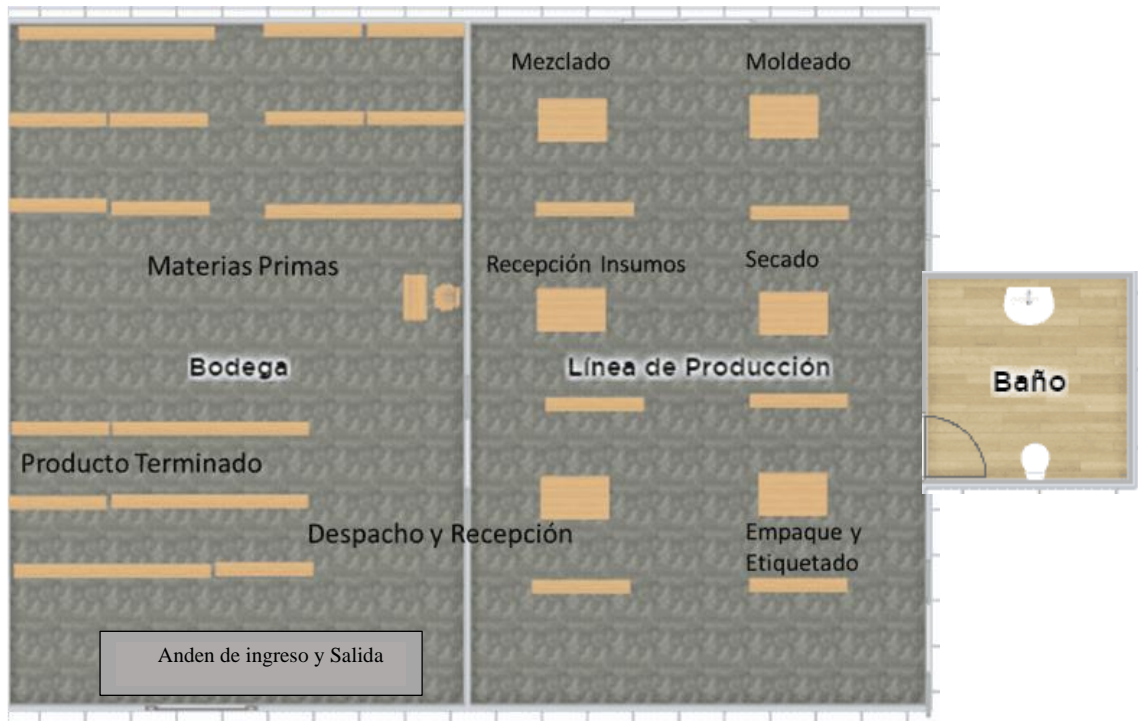 Mezclado
Moldeado
Materias Primas
Recepción Insumos
Secado
Bodega
Línea de Producción
Baño
Producto Terminado
Despacho y Recepción
Empaque y
Etiquetado
Anden de ingreso y Salida